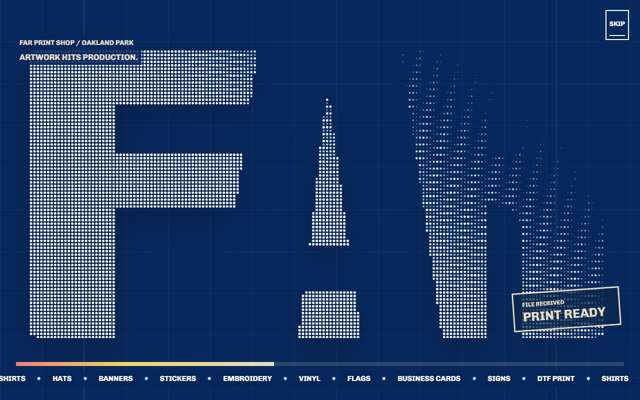 SKIP
FAR PRINT SHOP / OAKLAND PARK
ARTWORK HITS PRODUCTION.
FAR
FILE RECEIVED
PRINT READY
SHIRTS • HATS • BANNERS • STICKERS • EMBROIDERY • VINYL • FLAGS • BUSINESS CARDS • SIGNS • DTF PRINT • SHIRTS